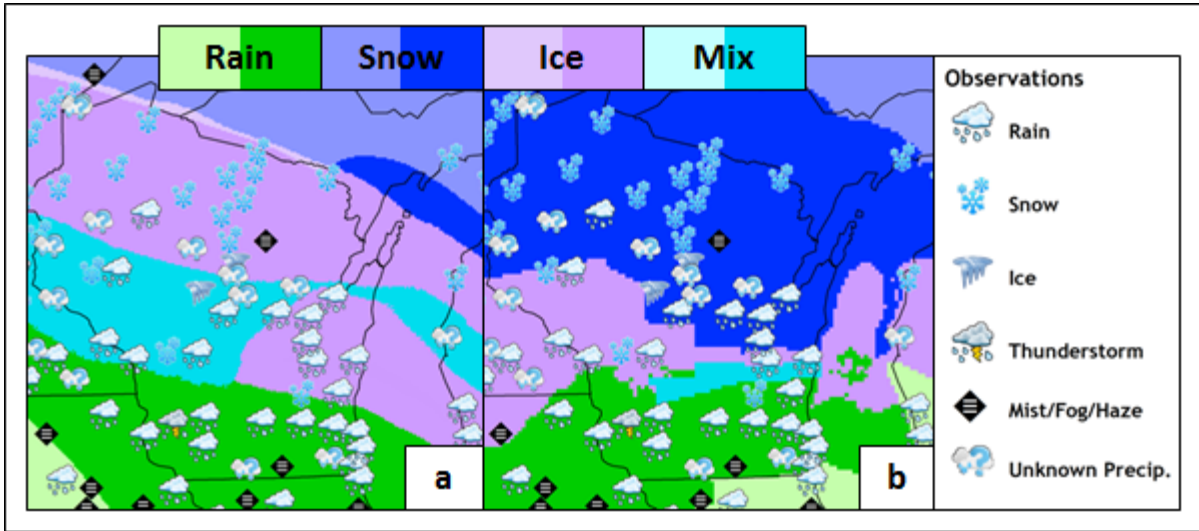 Rain Snow Ice Mix
Observations
Rain
Snow
Ice
Thunderstorm
Mist/Fog/Haze
Unknown Precip.
a b